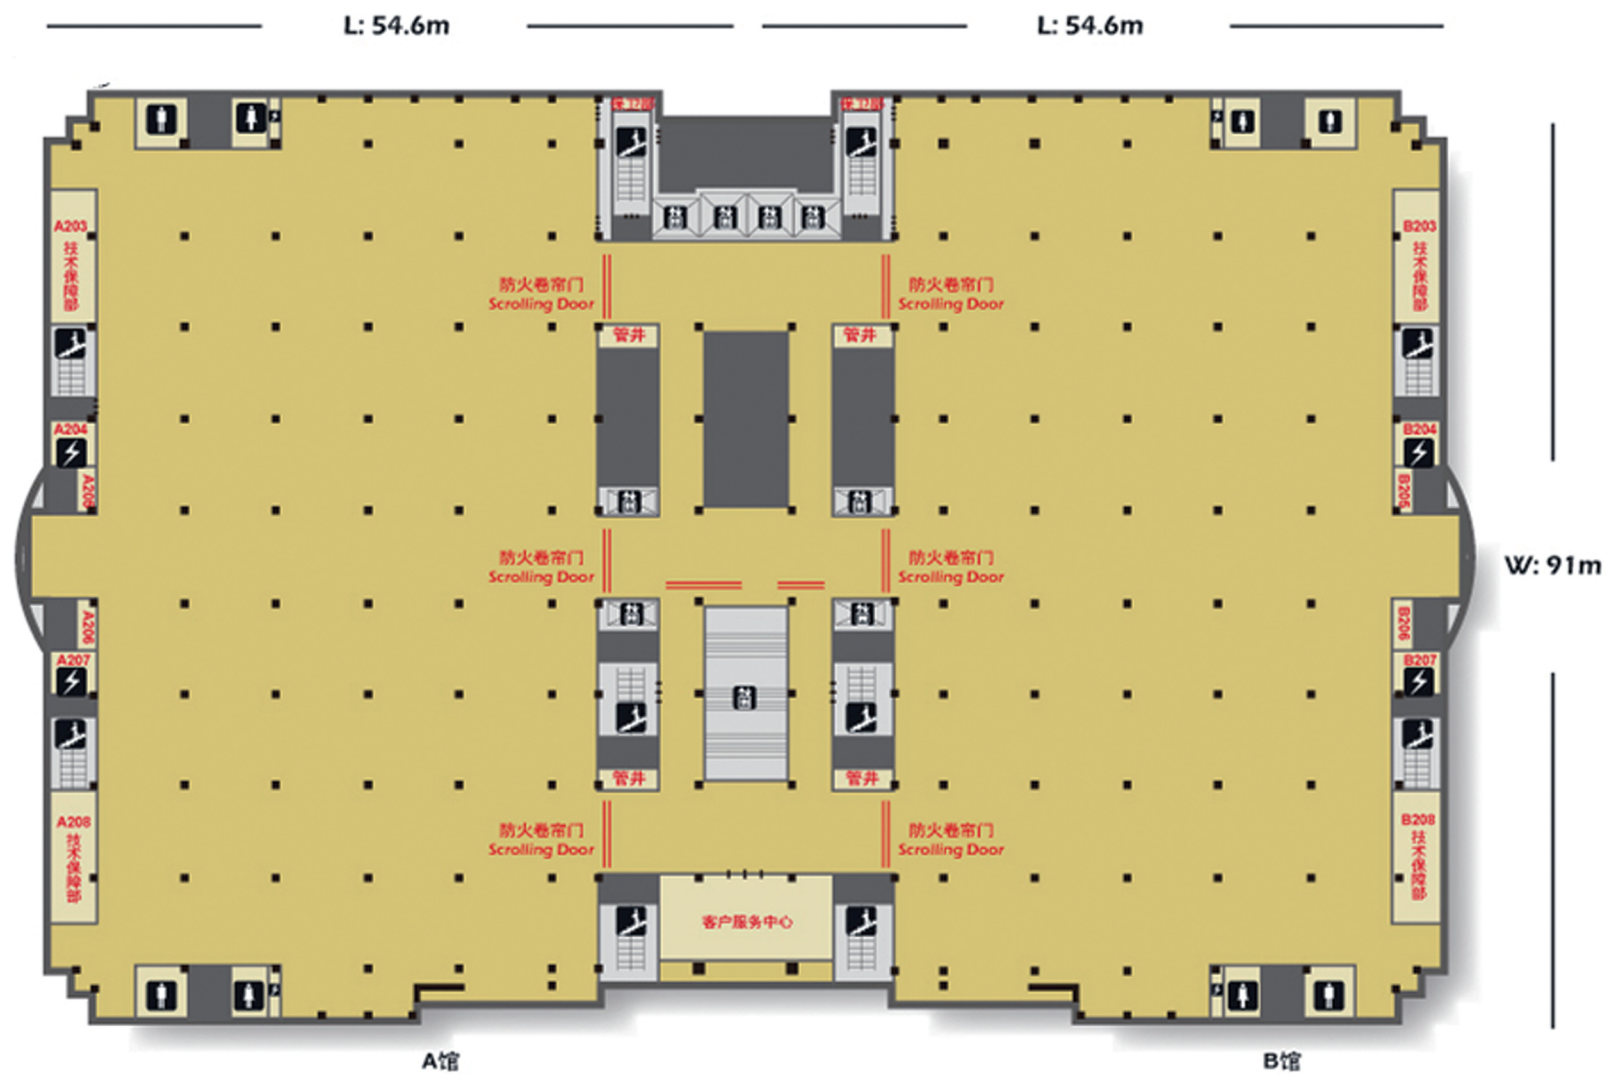 L: 54.6m
L: 54.6m
A203
技术保障部
B203
技术保障部
防火卷帘门
Scrolling Door
防火卷帘门
Scrolling Door
管井
管井
A204
B204
A205
B205
防火卷帘门
Scrolling Door
防火卷帘门
Scrolling Door
W: 91m
A206
B206
A207
B207
管井
管井
A208
技术保障部
B208
技术保障部
防火卷帘门
Scrolling Door
防火卷帘门
Scrolling Door
客户服务中心
A馆
B馆